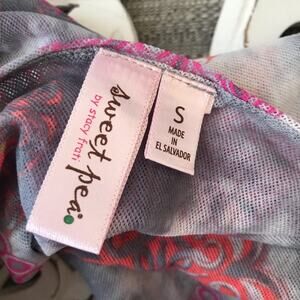 sweet pea
by stacy frati
S
MADE
IN
EL SALVADOR